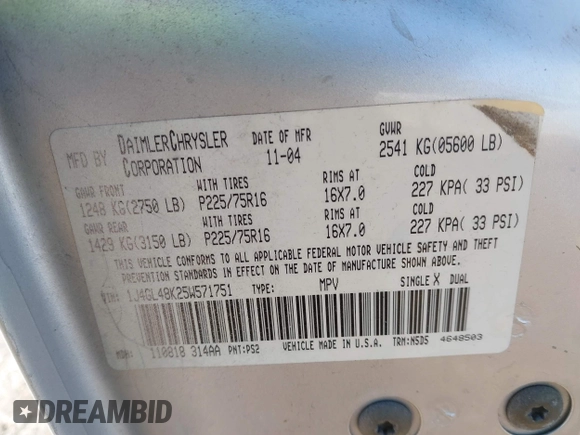 MFD BY DAIMLERCHRYSLER CORPORATION
DATE OF MFR 11-04
GVWR 2541 KG(05600 LB)
GAWR FRONT WITH TIRES RIMS AT COLD
1248 KG(2750 LB) P225/75R16 16X7.0 227 KPA( 33 PSI)
GAWR REAR WITH TIRES RIMS AT COLD
1429 KG(3150 LB) P225/75R16 16X7.0 227 KPA( 33 PSI)
THIS VEHICLE CONFORMS TO ALL APPLICABLE FEDERAL MOTOR VEHICLE SAFETY AND THEFT
PRESTANDARDS IN EFFECT ON THE DATE OF MANUFACTURE SHOWN ABOVE.
VIN: 1J4GL48K25W571751 TYPE: MPV SINGLE X DUAL
MDH: 110818 314AA PNT:PS2 VEHICLE MADE IN U.S.A. TRM:NSD5 4648503
DREAMBID